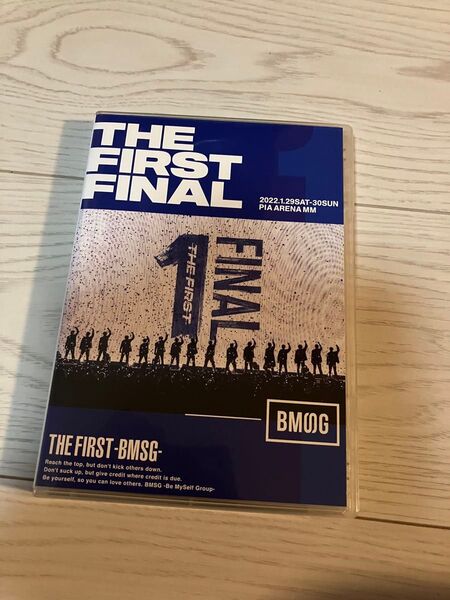 THE
FIRST
FINAL
2022.1.29SAT-30SUN
PIA ARENA MM
FINAL
1
THE FIRST
BMSG
THE FIRST -BMSG-
Reach the top, but don't kick others down.
Don't suck up, but give credit where credit is due.
Be yourself, so you can love others. BMSG -Be MySelf Group-